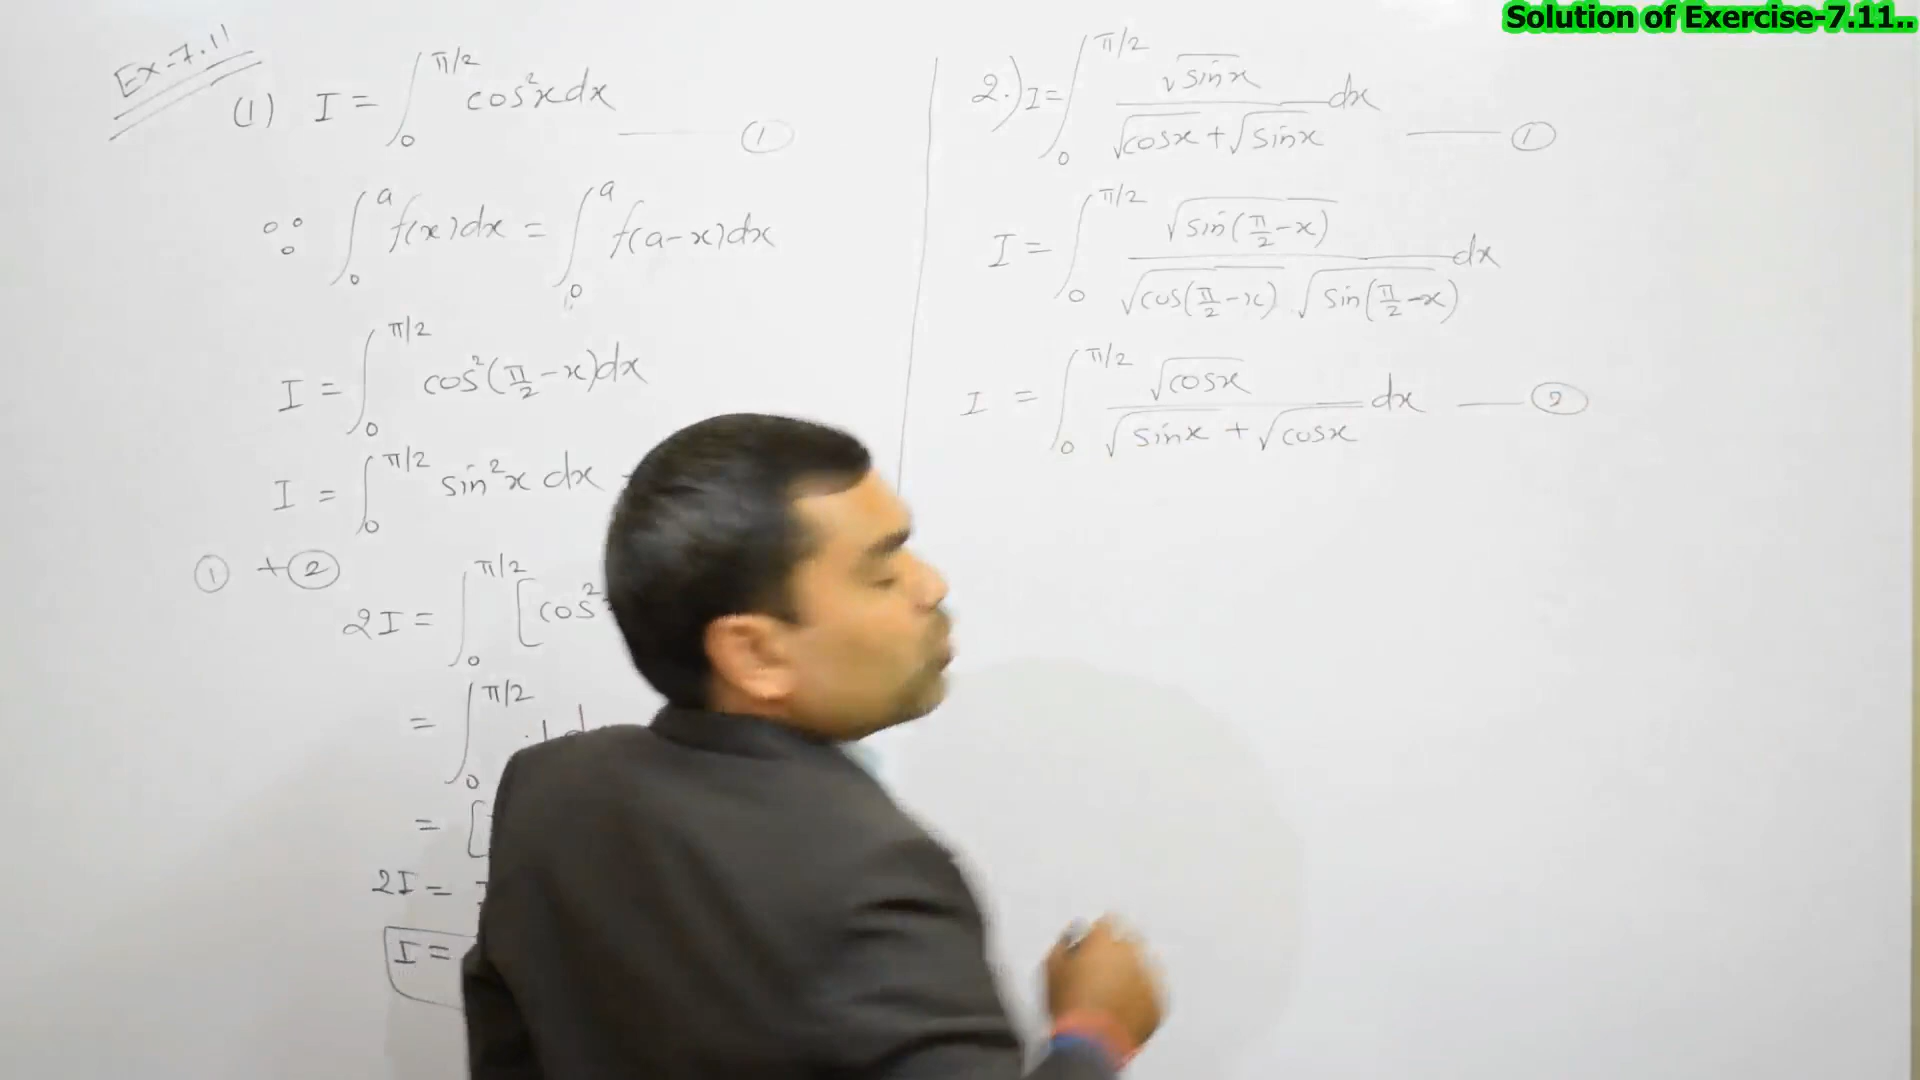 Solution of Exercise-7.11..
Ex-7.11
(1) I = ∫₀^π/2 cos²x dx —— ①
∵ ∫₀^a f(x)dx = ∫₀^a f(a-x)dx
I = ∫₀^π/2 cos²(π/2 - x)dx
I = ∫₀^π/2 sin²x dx
① + ②
2I = ∫₀^π/2 [cos²
= ∫₀^π/2 . 1 d
= [
2I =
I =
2.) I = ∫₀^π/2 √sinx / (√cosx + √sinx) dx —— ①
I = ∫₀^π/2 √sin(π/2 - x) / √cos(π/2 - x) √sin(π/2 - x) dx
I = ∫₀^π/2 √cosx / (√sinx + √cosx) dx —— ②